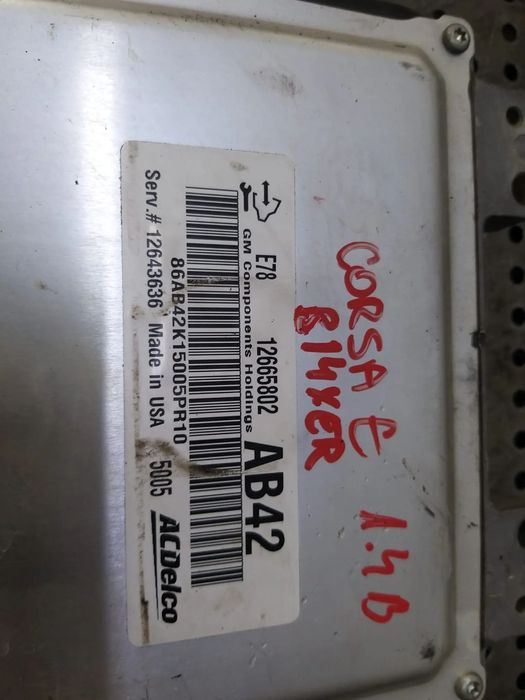 CORSA E 1.4B
B14XER
E78 12665802
GM Components Holdings AB42
86AB42K15005PR10
Serv.# 12643636 Made in USA 5005 ACDelco